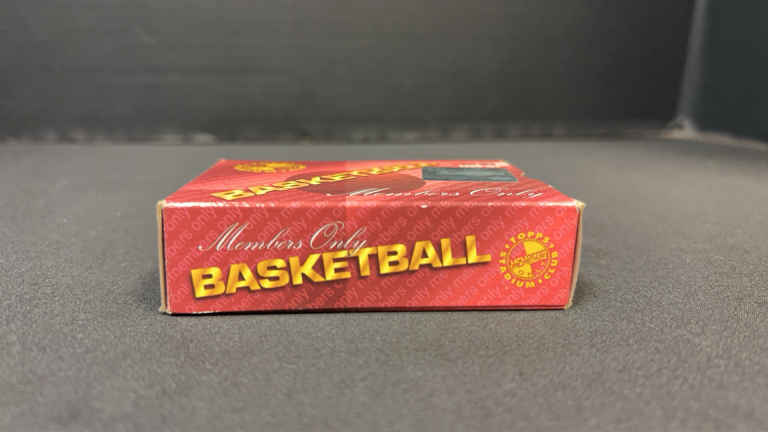 BASKETBALL
Members Only
Members Only
BASKETBALL
TOPPS
STADIUM CLUB